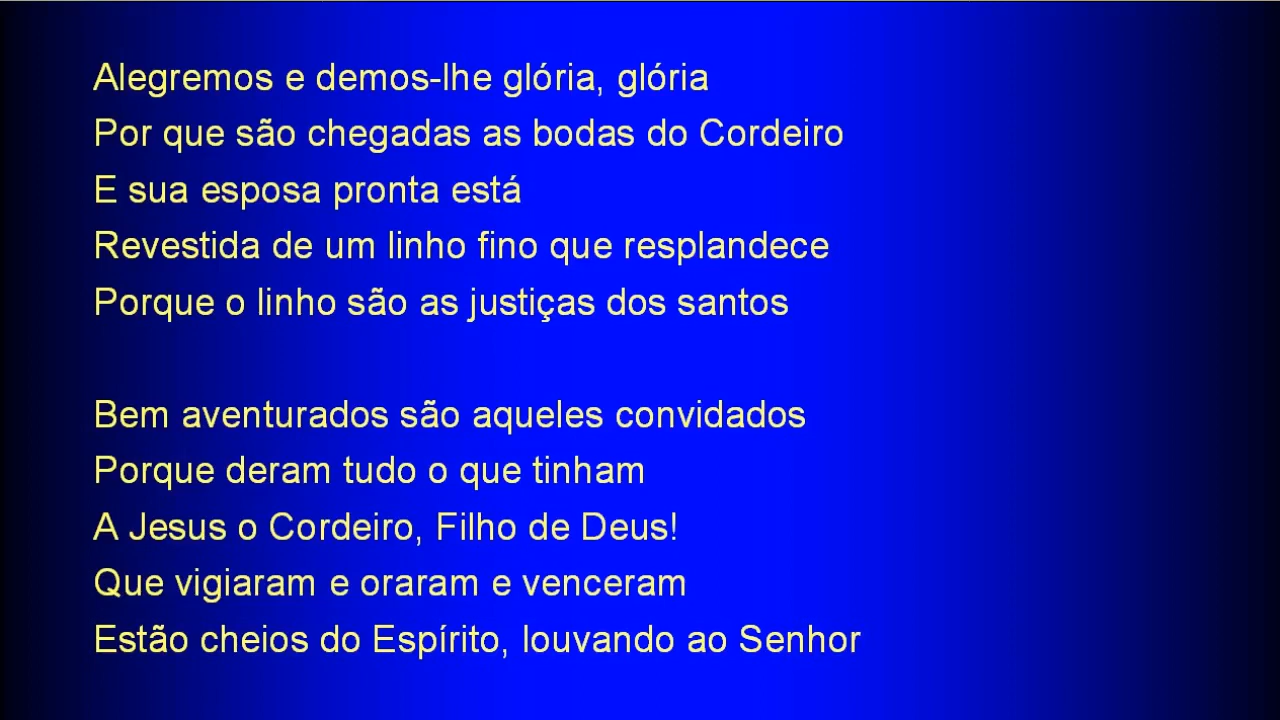 Alegremos e demos-lhe glória, glória
Por que são chegadas as bodas do Cordeiro
E sua esposa pronta está
Revestida de um linho fino que resplandece
Porque o linho são as justiças dos santos
Bem aventurados são aqueles convidados
Porque deram tudo o que tinham
A Jesus o Cordeiro, Filho de Deus!
Que vigiaram e oraram e venceram
Estão cheios do Espírito, louvando ao Senhor